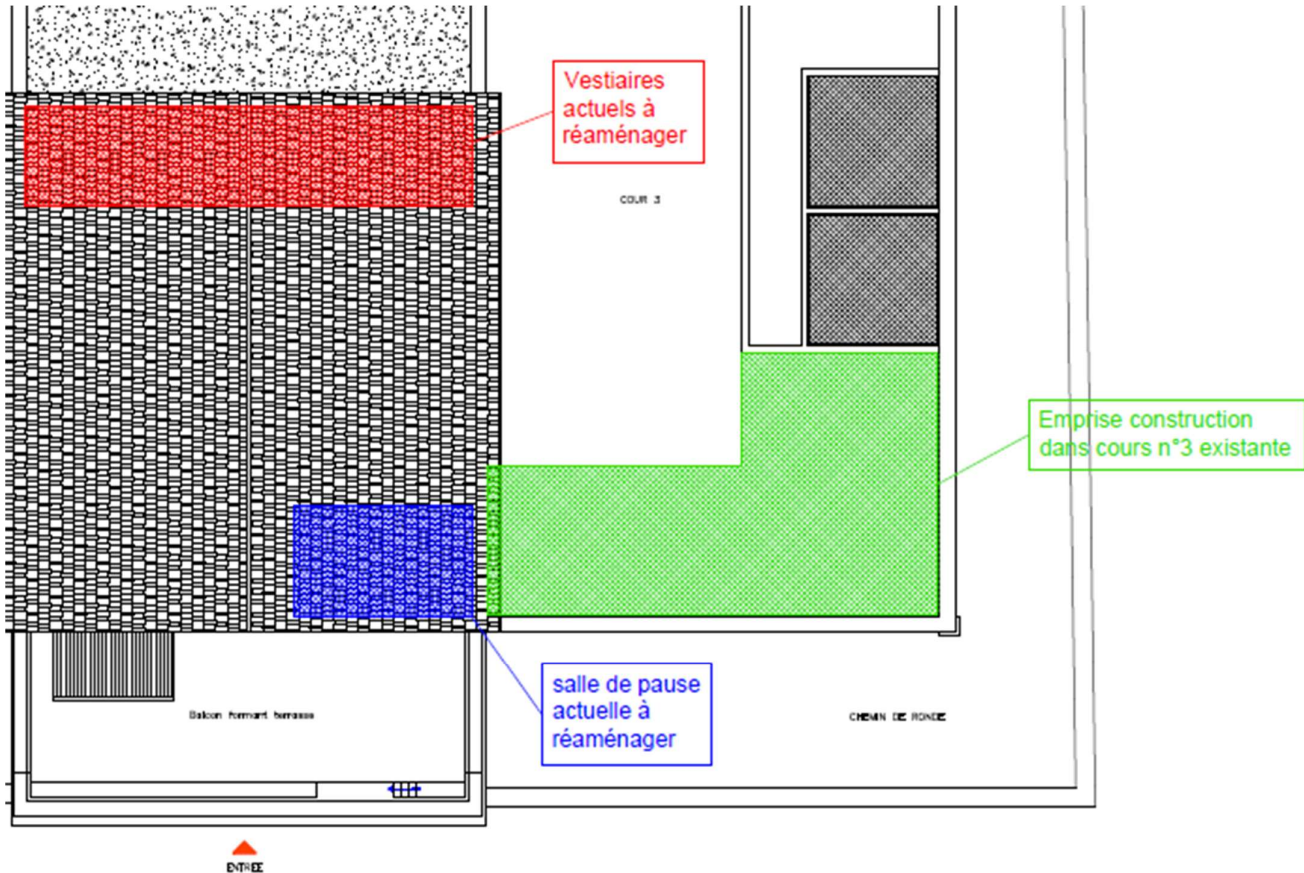 Vestiaires
actuels à
réaménager
COUR 3
Emprise construction
dans cours n°3 existante
salle de pause
actuelle à
réaménager
Balcon formant terrasse
CHEMIN DE RONDE
ENTREE